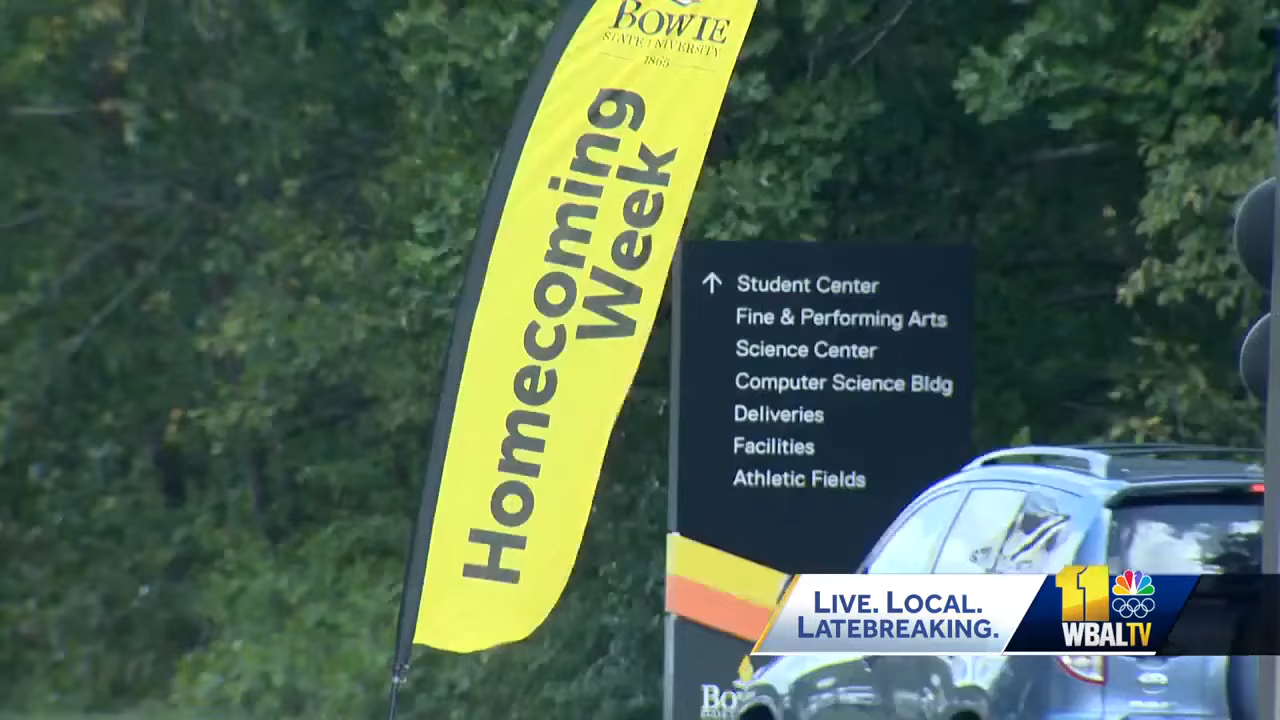 BOWIE
STATE UNIVERSITY
1865
Homecoming
Week
↑ Student Center
Fine & Performing Arts
Science Center
Computer Science Bldg
Deliveries
Facilities
Athletic Fields
LIVE. LOCAL.
LATEBREAKING.
11
WBALTV